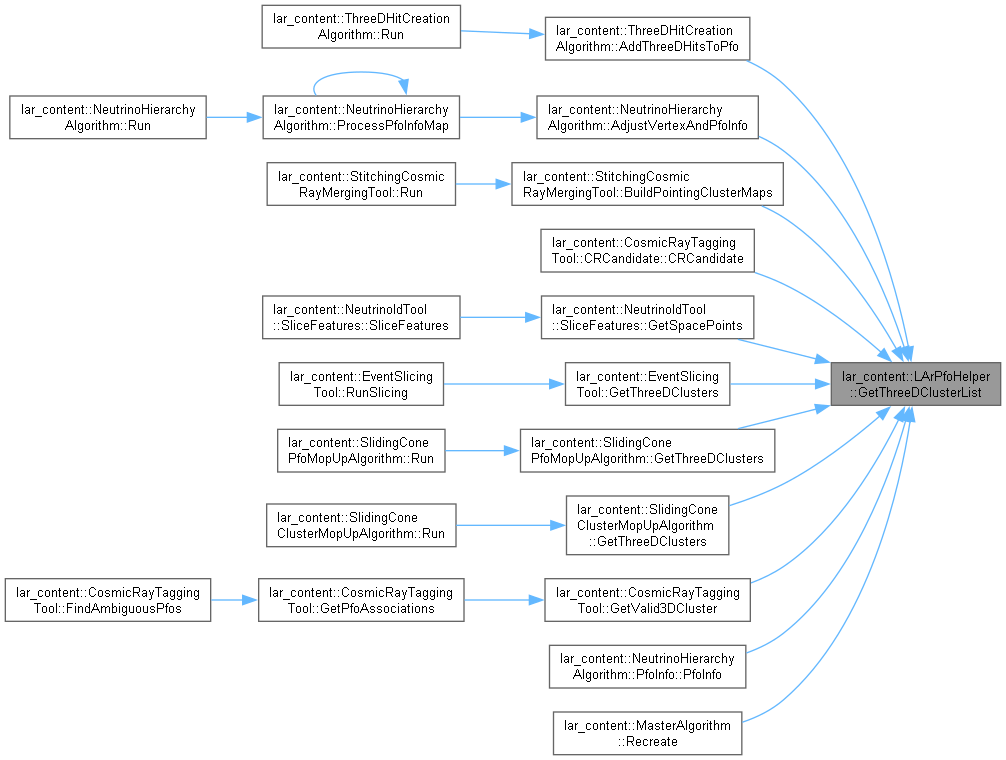 lar_content::ThreeDHitCreation
Algorithm::Run
lar_content::ThreeDHitCreation
Algorithm::AddThreeDHitsToPfo
lar_content::NeutrinoHierarchy
Algorithm::Run
lar_content::NeutrinoHierarchy
Algorithm::ProcessPfoInfoMap
lar_content::NeutrinoHierarchy
Algorithm::AdjustVertexAndPfoInfo
lar_content::StitchingCosmic
RayMergingTool::Run
lar_content::StitchingCosmic
RayMergingTool::BuildPointingClusterMaps
lar_content::CosmicRayTagging
Tool::CRCandidate::CRCandidate
lar_content::NeutrinoIdTool
::SliceFeatures::SliceFeatures
lar_content::NeutrinoIdTool
::SliceFeatures::GetSpacePoints
lar_content::EventSlicing
Tool::RunSlicing
lar_content::EventSlicing
Tool::GetThreeDClusters
lar_content::LArPfoHelper
::GetThreeDClusterList
lar_content::SlidingCone
PfoMopUpAlgorithm::Run
lar_content::SlidingCone
PfoMopUpAlgorithm::GetThreeDClusters
lar_content::SlidingCone
ClusterMopUpAlgorithm::Run
lar_content::SlidingCone
ClusterMopUpAlgorithm
::GetThreeDClusters
lar_content::CosmicRayTagging
Tool::FindAmbiguousPfos
lar_content::CosmicRayTagging
Tool::GetPfoAssociations
lar_content::CosmicRayTagging
Tool::GetValid3DCluster
lar_content::NeutrinoHierarchy
Algorithm::PfoInfo::PfoInfo
lar_content::MasterAlgorithm
::Recreate